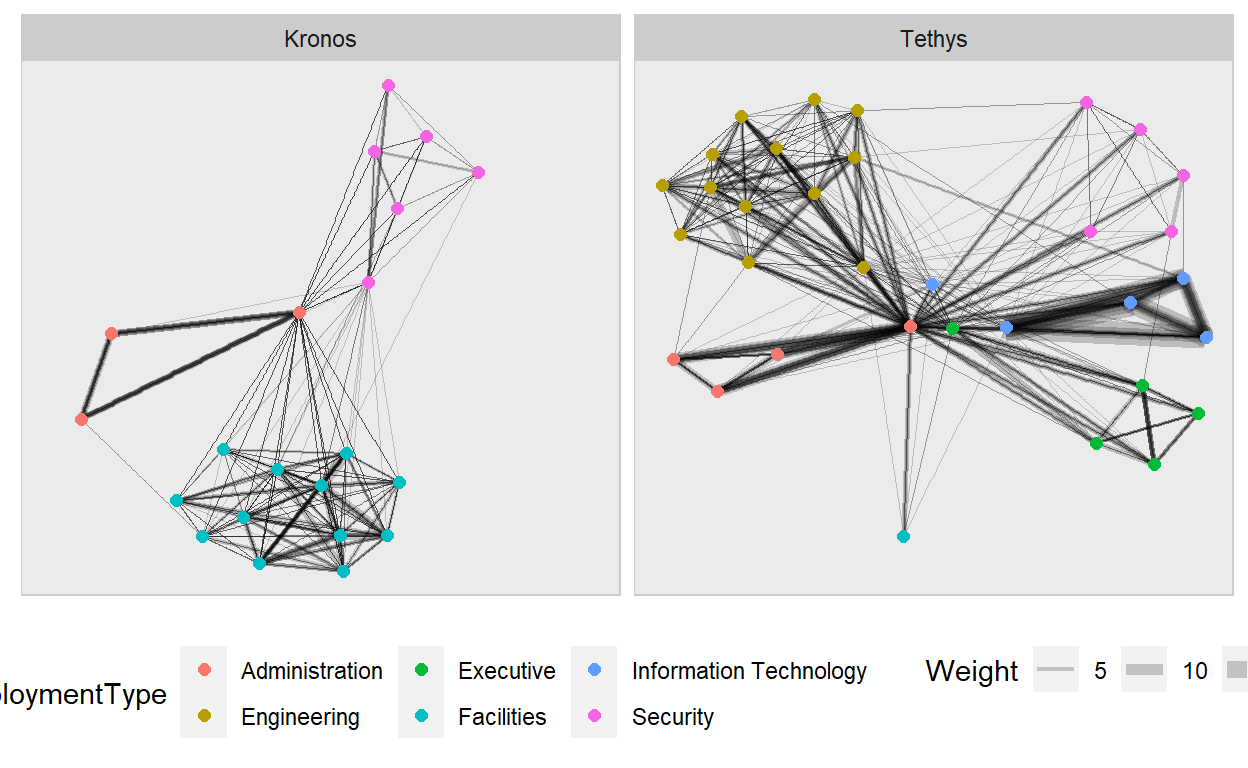 Kronos Tethys
Administration Executive Information Technology Weight 5 10
loymentType
Engineering Facilities Security